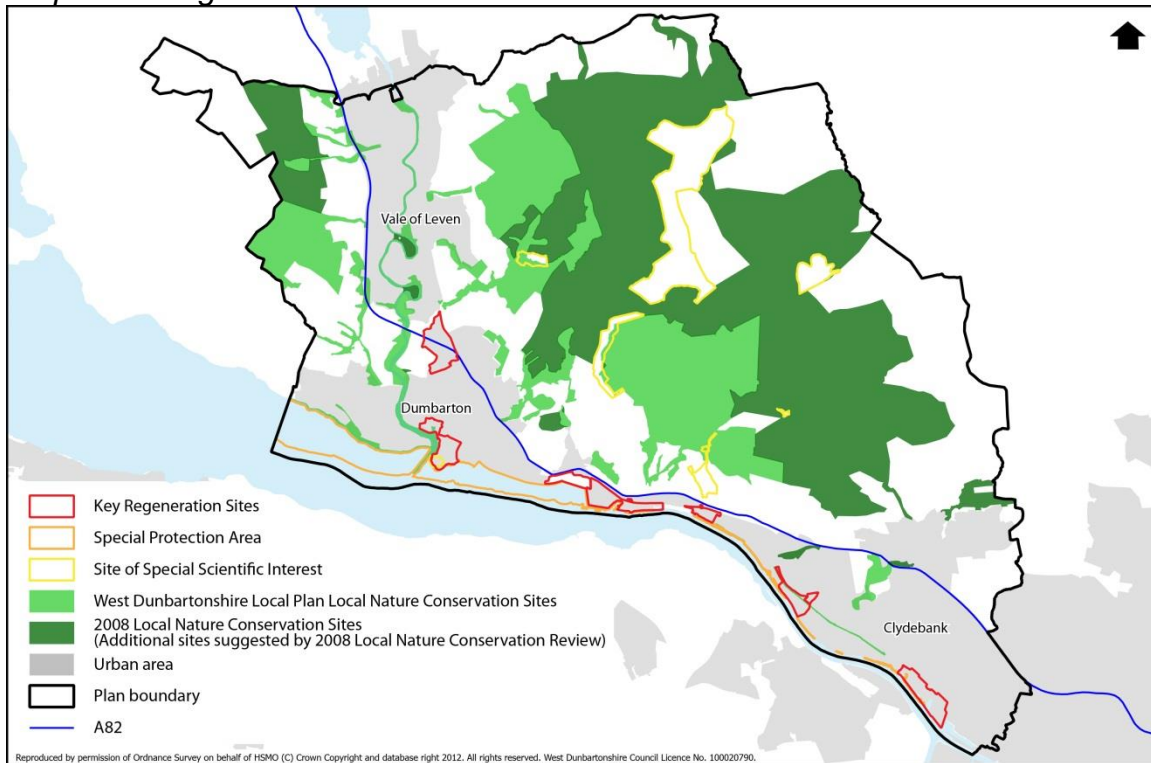 Vale of Leven
Dumbarton
Clydebank
Key Regeneration Sites
Special Protection Area
Site of Special Scientific Interest
West Dunbartonshire Local Plan Local Nature Conservation Sites
2008 Local Nature Conservation Sites
(Additional sites suggested by 2008 Local Nature Conservation Review)
Urban area
Plan boundary
A82
Reproduced by permission of Ordnance Survey on behalf of HSMO (C) Crown Copyright and database right 2012. All rights reserved. West Dunbartonshire Council Licence No. 100020790.